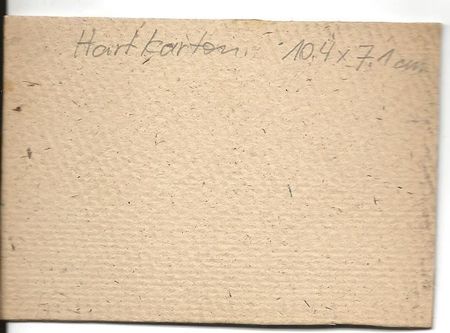 Hartkarton 10.4 x 7.1 cm